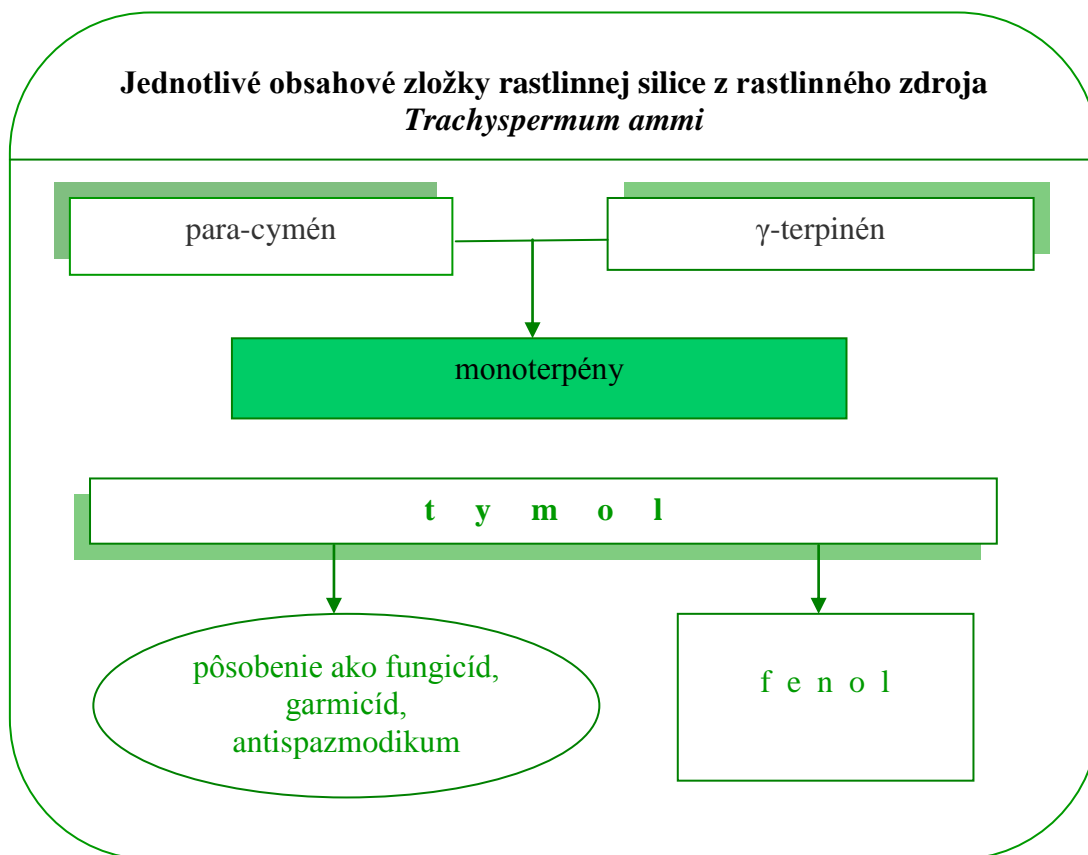 Jednotlivé obsahové zložky rastlinnej silice z rastlinného zdroja
Trachyspermum ammi
para-cymén
γ-terpinén
monoterpény
t y m o l
pôsobenie ako fungicíd,
garmicíd,
antispazmodikum
f e n o l